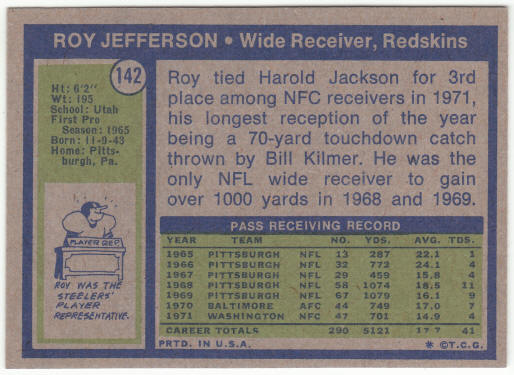 ROY JEFFERSON • Wide Receiver, Redskins
142
Ht: 6'2"
Wt: 195
School: Utah
First Pro
Season: 1965
Born: 11-9-43
Home: Pitts-
burgh, Pa.
Roy tied Harold Jackson for 3rd
place among NFC receivers in 1971,
his longest reception of the year
being a 70-yard touchdown catch
thrown by Bill Kilmer. He was the
only NFL wide receiver to gain
over 1000 yards in 1968 and 1969.
PLAYER REP.
ROY WAS THE
STEELERS'
PLAYER
REPRESENTATIVE.
PASS RECEIVING RECORD
YEAR TEAM NO. YDS. AVG. TDS.
1965 PITTSBURGH NFL 13 287 22.1 1
1966 PITTSBURGH NFL 32 772 24.1 4
1967 PITTSBURGH NFL 29 459 15.8 4
1968 PITTSBURGH NFL 58 1074 18.5 11
1969 PITTSBURGH NFL 67 1079 16.1 9
1970 BALTIMORE AFC 44 749 17.0 7
1971 WASHINGTON NFC 47 701 14.9 4
CAREER TOTALS 290 5121 17.7 41
PRTD. IN U.S.A. * © T.C.G.